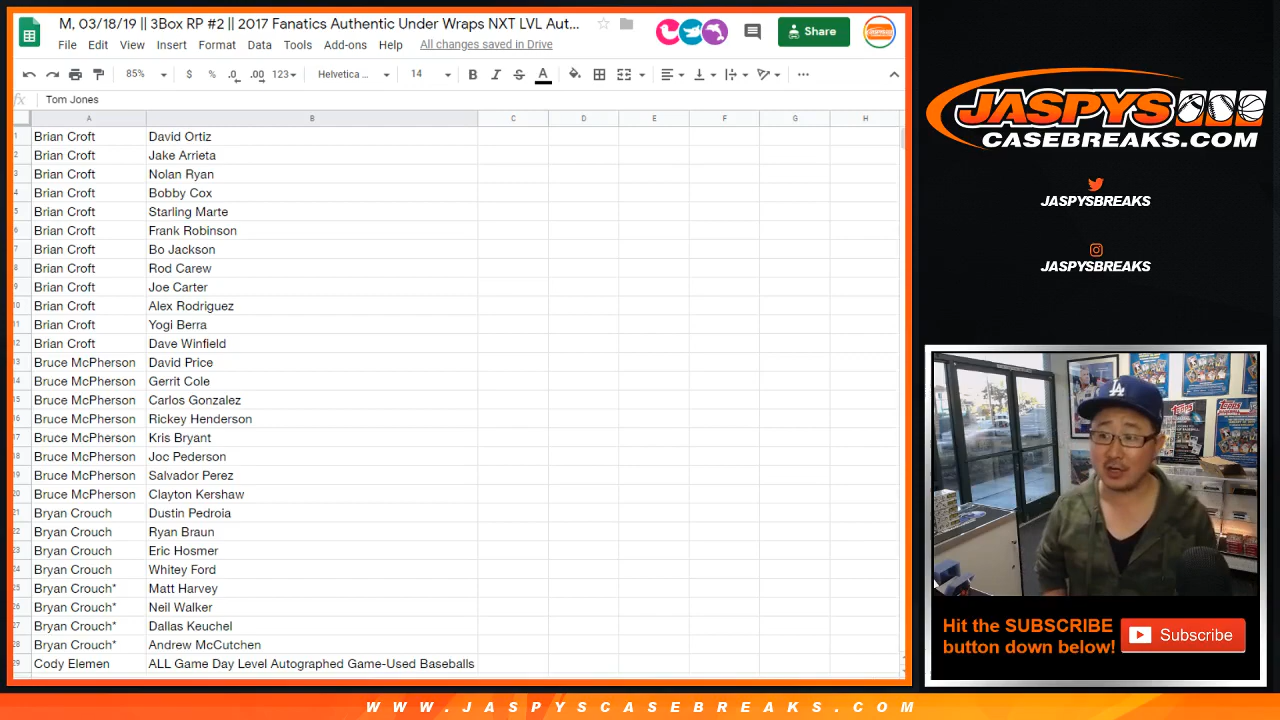 M, 03/18/19 || 3Box RP #2 || 2017 Fanatics Authentic Under Wraps NXT LVL Aut...
File Edit View Insert Format Data Tools Add-ons Help All changes saved in Drive
Share
JASPYS
CASEBREAKS.COM
85% $ % .0 .00 123 Helvetica ... 14 B I S A
fx Tom Jones
A B C D E F G H
1 Brian Croft David Ortiz
2 Brian Croft Jake Arrieta
3 Brian Croft Nolan Ryan
4 Brian Croft Bobby Cox
5 Brian Croft Starling Marte
6 Brian Croft Frank Robinson
7 Brian Croft Bo Jackson
8 Brian Croft Rod Carew
9 Brian Croft Joe Carter
10 Brian Croft Alex Rodriguez
11 Brian Croft Yogi Berra
12 Brian Croft Dave Winfield
13 Bruce McPherson David Price
14 Bruce McPherson Gerrit Cole
15 Bruce McPherson Carlos Gonzalez
16 Bruce McPherson Rickey Henderson
17 Bruce McPherson Kris Bryant
18 Bruce McPherson Joc Pederson
19 Bruce McPherson Salvador Perez
20 Bruce McPherson Clayton Kershaw
21 Bryan Crouch Dustin Pedroia
22 Bryan Crouch Ryan Braun
23 Bryan Crouch Eric Hosmer
24 Bryan Crouch Whitey Ford
25 Bryan Crouch* Matt Harvey
26 Bryan Crouch* Neil Walker
27 Bryan Crouch* Dallas Keuchel
28 Bryan Crouch* Andrew McCutchen
29 Cody Elemen ALL Game Day Level Autographed Game-Used Baseballs
JASPYSBREAKS
JASPYSBREAKS
LA
Hit the SUBSCRIBE
button down below!
Subscribe
WWW.JASPYSCASEBREAKS.COM